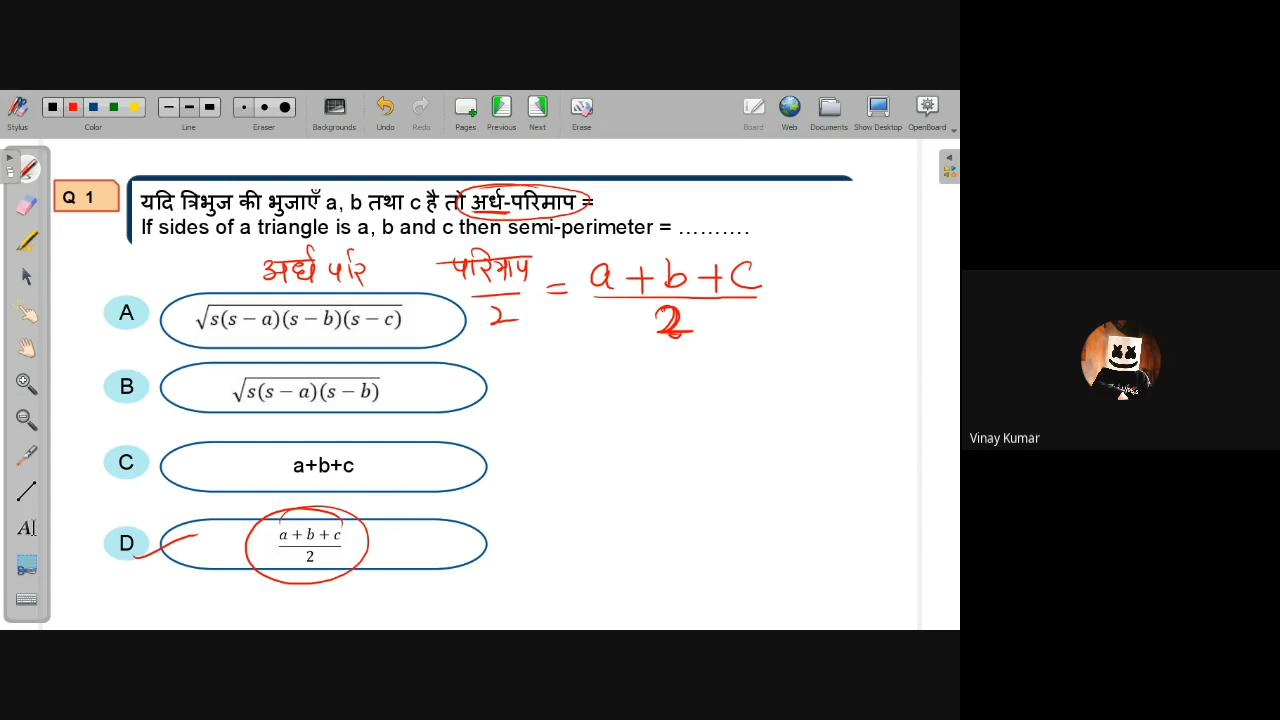 Stylus Color Line Eraser Backgrounds Undo Redo Pages Previous Next Erase Board Web Documents Show Desktop OpenBoard
Q 1
यदि त्रिभुज की भुजाएँ a, b तथा c है तो अर्ध-परिमाप =
If sides of a triangle is a, b and c then semi-perimeter = ..........
अर्ध परि परिमाप/2 = a + b + c/2
A √s(s − a)(s − b)(s − c)
B √s(s − a)(s − b)
C a+b+c
D a + b + c/2
Vinay Kumar